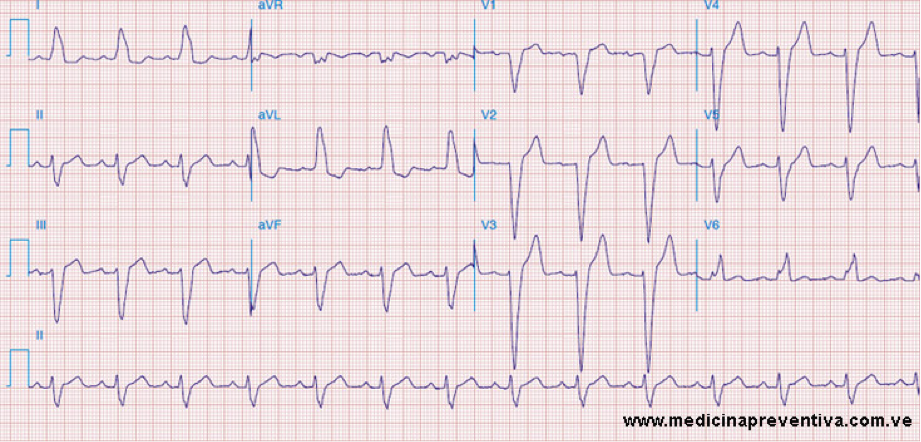 I aVR V1 V4
II aVL V2 V5
III aVF V3 V6
II
www.medicinapreventiva.com.ve